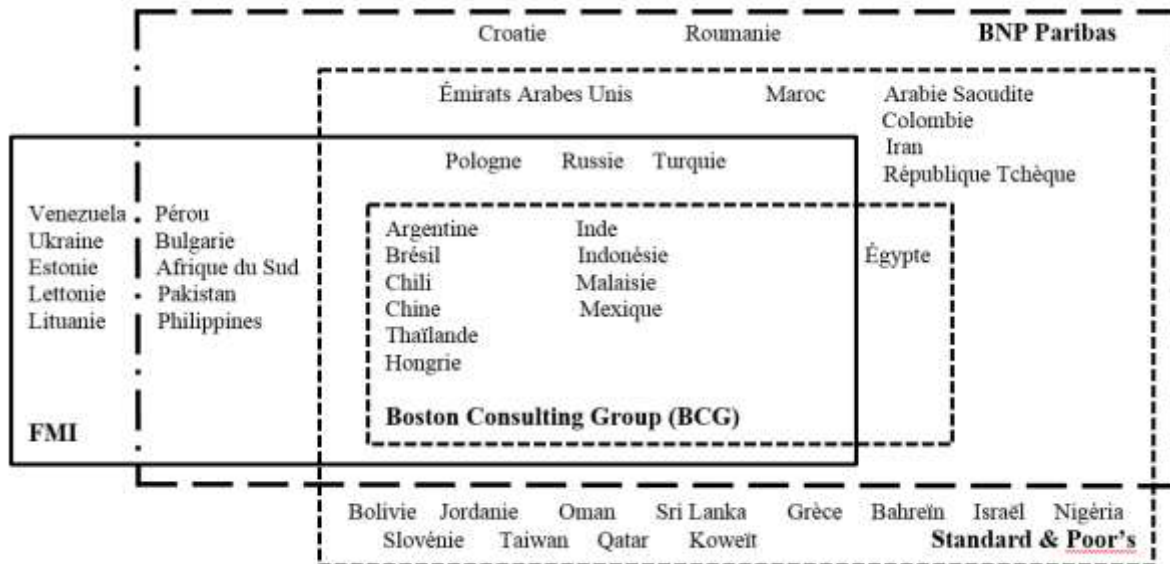 Croatie Roumanie BNP Paribas
Émirats Arabes Unis Maroc Arabie Saoudite
Colombie
Iran
Pologne Russie Turquie République Tchèque
Venezuela Pérou
Ukraine Bulgarie
Estonie Afrique du Sud
Lettonie Pakistan
Lituanie Philippines
Argentine Inde
Brésil Indonésie Égypte
Chili Malaisie
Chine Mexique
Thaïlande
Hongrie
Boston Consulting Group (BCG)
FMI
Bolivie Jordanie Oman Sri Lanka Grèce Bahreïn Israël Nigèria
Slovénie Taiwan Qatar Koweït Standard & Poor's